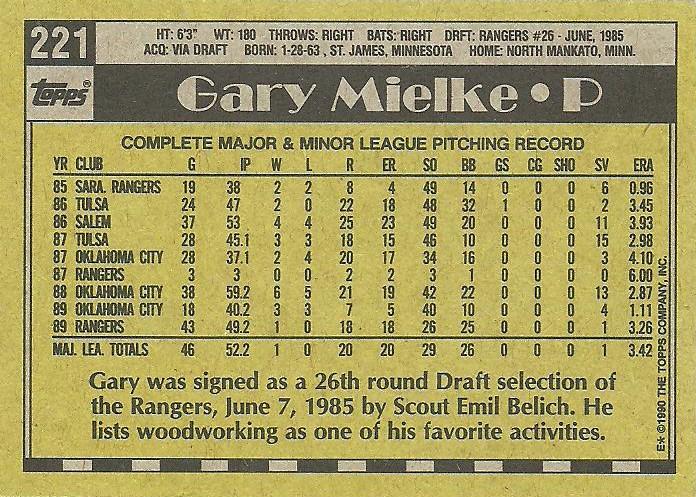 221
HT: 6'3" WT: 180 THROWS: RIGHT BATS: RIGHT DRFT: RANGERS #26 - JUNE, 1985
ACQ: VIA DRAFT BORN: 1-28-63 , ST. JAMES, MINNESOTA HOME: NORTH MANKATO, MINN.
Topps®
Gary Mielke • P
COMPLETE MAJOR & MINOR LEAGUE PITCHING RECORD
YR CLUB G IP W L R ER SO BB GS CG SHO SV ERA
85 SARA. RANGERS 19 38 2 2 8 4 49 14 0 0 0 6 0.96
86 TULSA 24 47 2 0 22 18 48 32 1 0 0 2 3.45
86 SALEM 37 53 4 4 25 23 49 20 0 0 0 11 3.93
87 TULSA 28 45.1 3 3 18 15 46 10 0 0 0 15 2.98
87 OKLAHOMA CITY 28 37.1 2 4 20 17 34 16 0 0 0 3 4.10
87 RANGERS 3 3 0 0 2 2 3 1 0 0 0 0 6.00
88 OKLAHOMA CITY 38 59.2 6 5 21 19 42 22 0 0 0 13 2.87
89 OKLAHOMA CITY 18 40.2 3 3 7 5 40 10 0 0 0 4 1.11
89 RANGERS 43 49.2 1 0 18 18 26 25 0 0 0 1 3.26
MAJ. LEA. TOTALS 46 52.2 1 0 20 20 29 26 0 0 0 1 3.42
Gary was signed as a 26th round Draft selection of
the Rangers, June 7, 1985 by Scout Emil Belich. He
lists woodworking as one of his favorite activities.
E* ©1990 THE TOPPS COMPANY, INC.